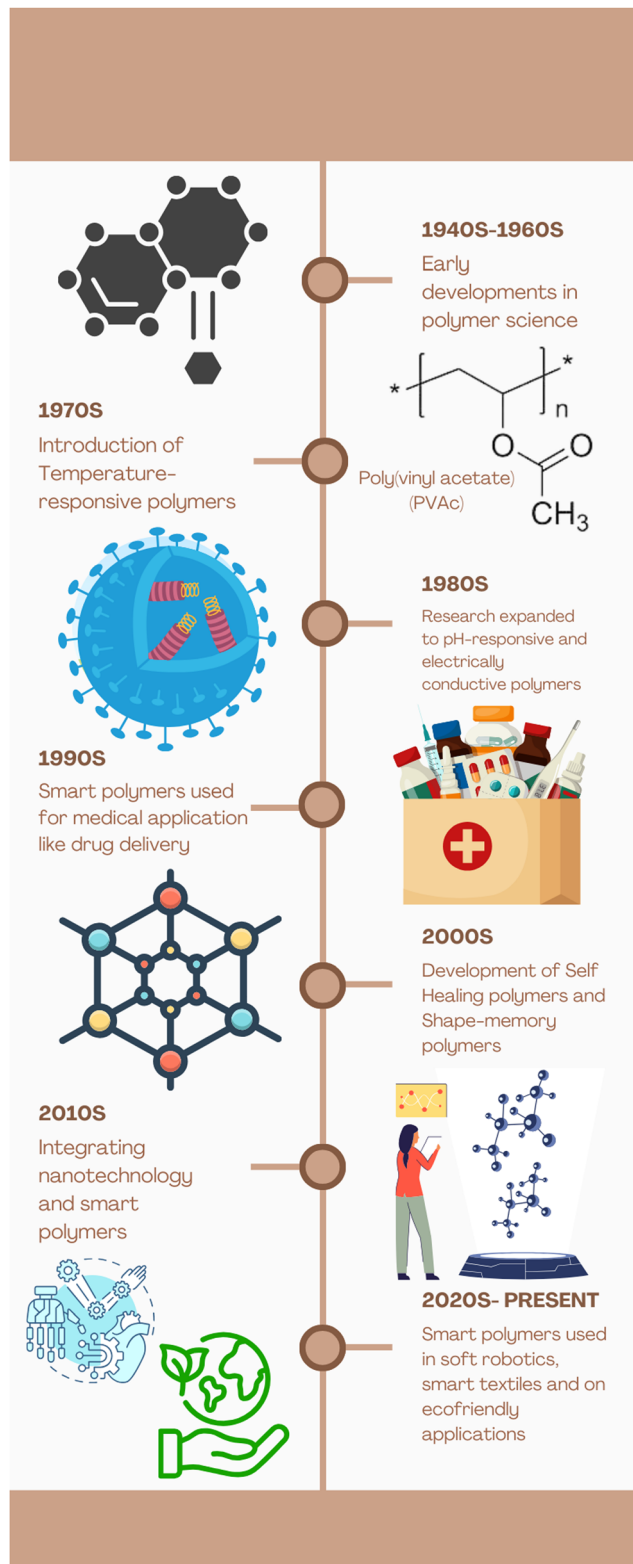 1940S-1960S
Early
developments in
polymer science
*
*
n
O
O
CH3
Poly(vinyl acetate)
(PVAc)
1970S
Introduction of
Temperature-
responsive polymers
1980S
Research expanded
to pH-responsive and
electrically
conductive polymers
1990S
Smart polymers used
for medical application
like drug delivery
2000S
Development of Self
Healing polymers and
Shape-memory
polymers
2010S
Integrating
nanotechnology
and smart
polymers
2020S- PRESENT
Smart polymers used
in soft robotics,
smart textiles and on
ecofriendly
applications